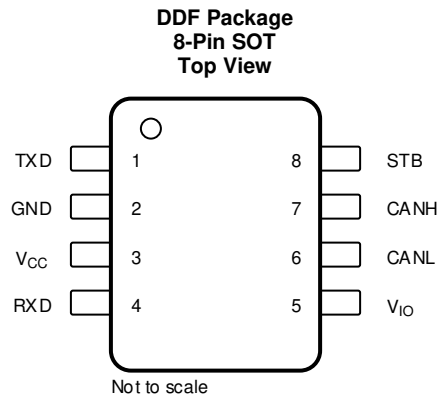 DDF Package
8-Pin SOT
Top View
TXD 1 8 STB
GND 2 7 CANH
VCC 3 6 CANL
RXD 4 5 VIO
Not to scale